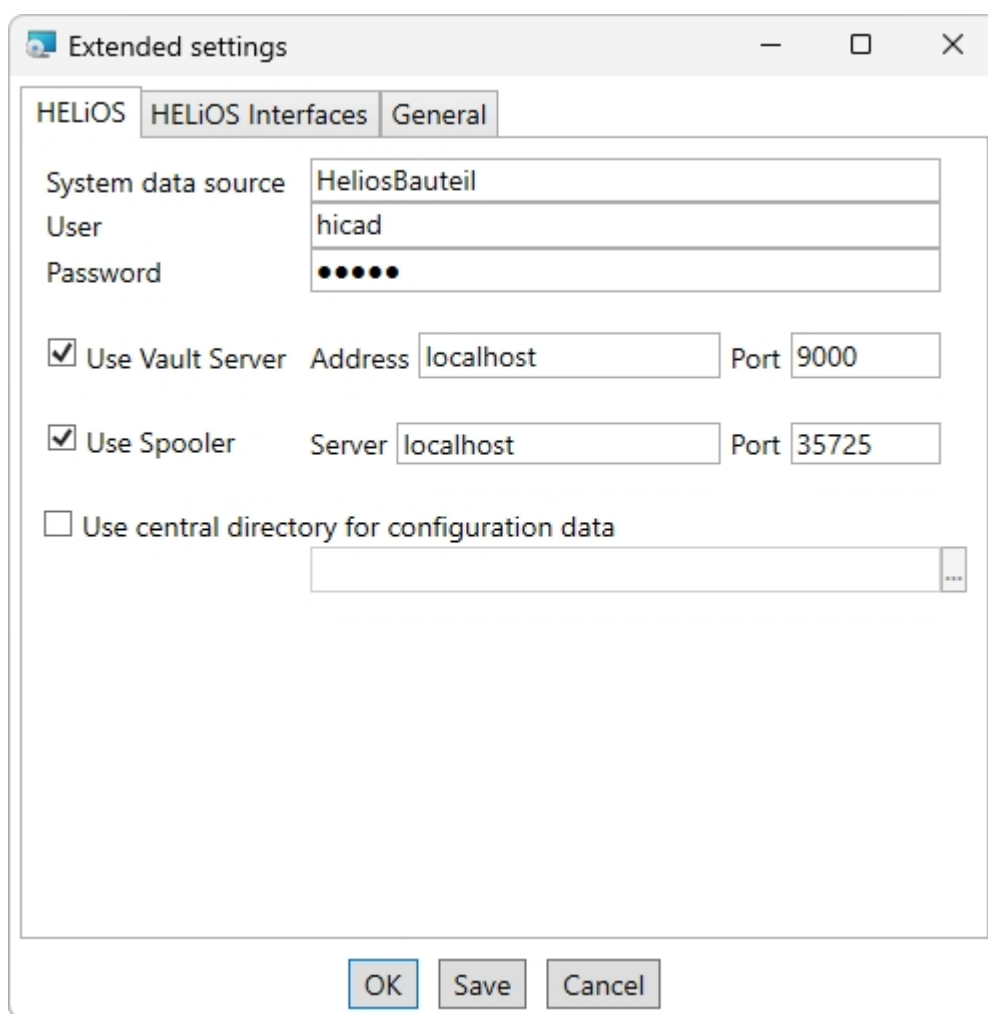 Extended settings
HELiOS HELiOS Interfaces General
System data source HeliosBauteil
User hicad
Password ●●●●●
Use Vault Server Address localhost Port 9000
Use Spooler Server localhost Port 35725
Use central directory for configuration data
...
OK Save Cancel